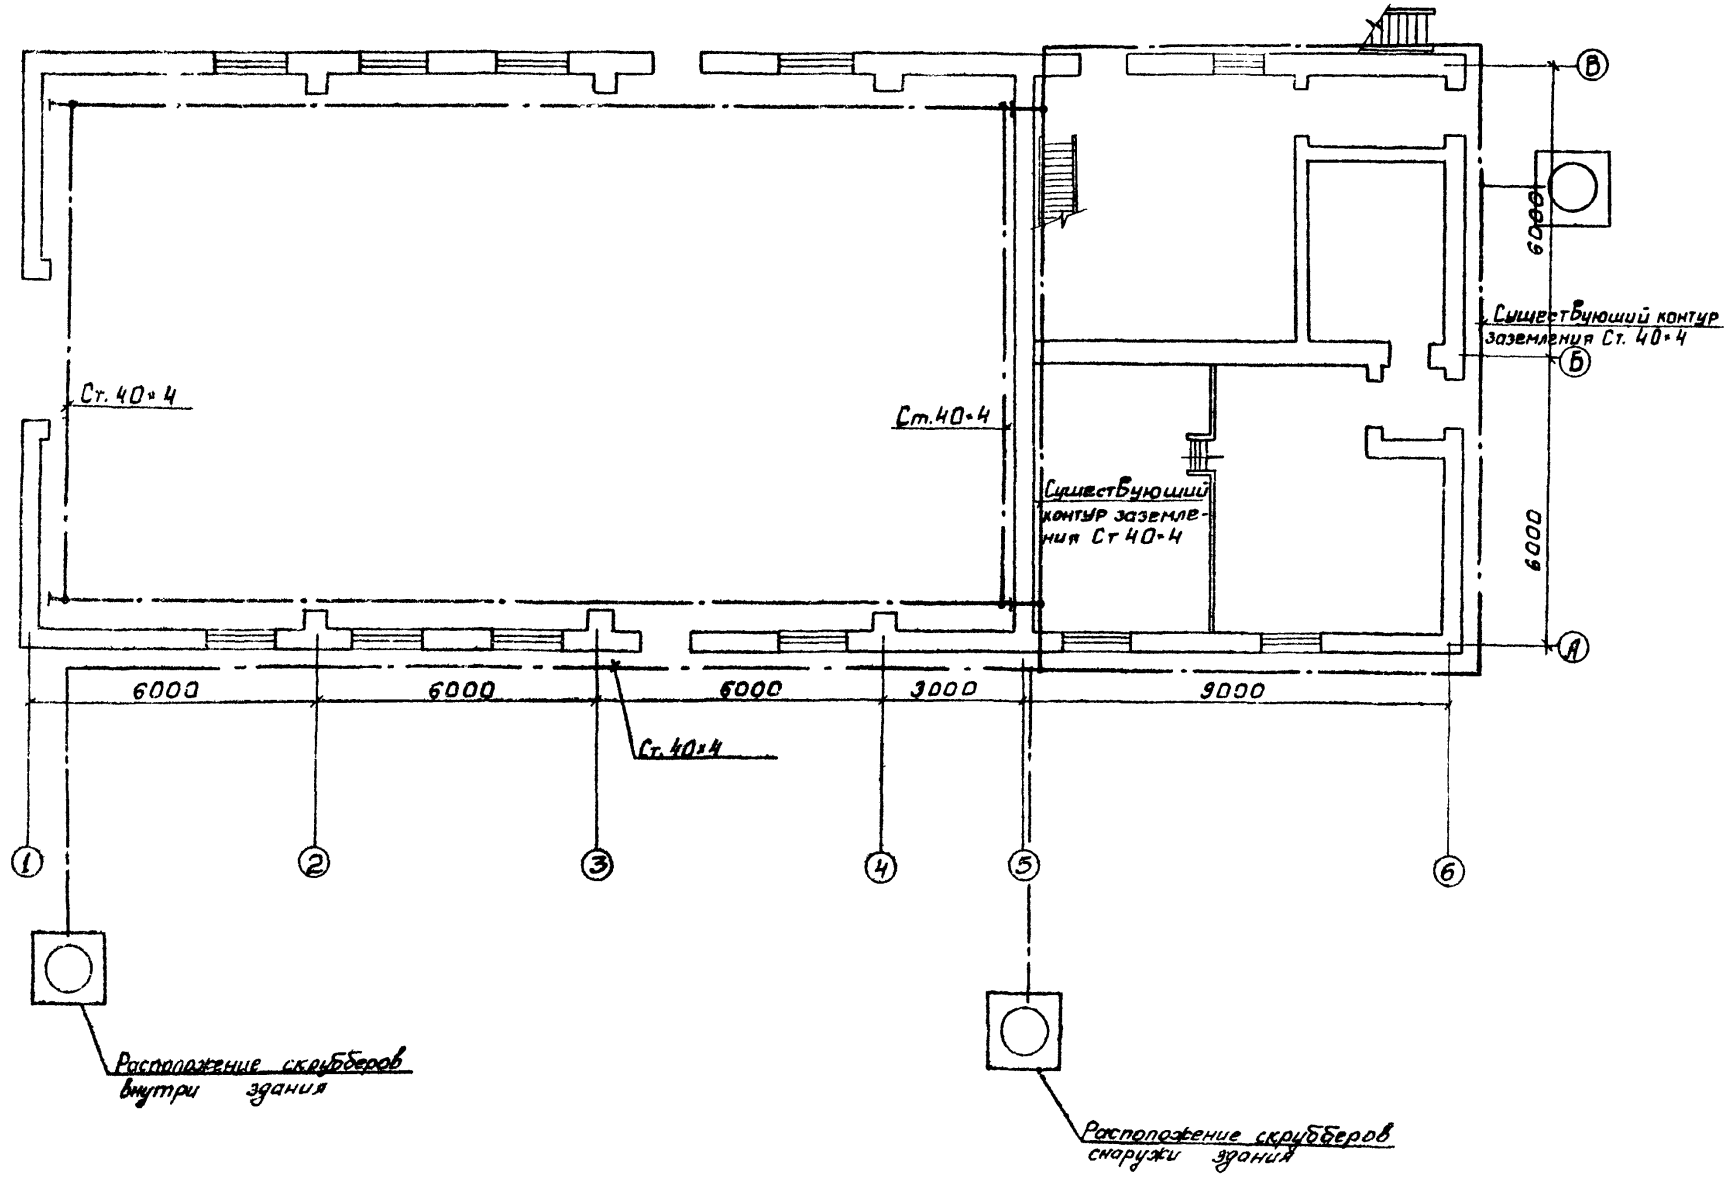 В
6000
Существующий контур
заземления Ст. 40×4
Б
Ст. 40×4
Ст. 40×4
Существующий
контур заземле-
ния Ст 40×4
6000
А
6000
6000
6000
3000
9000
Ст. 40×4
1
2
3
4
5
6
Расположение скрубберов
внутри здания
Расположение скрубберов
снаружи здания